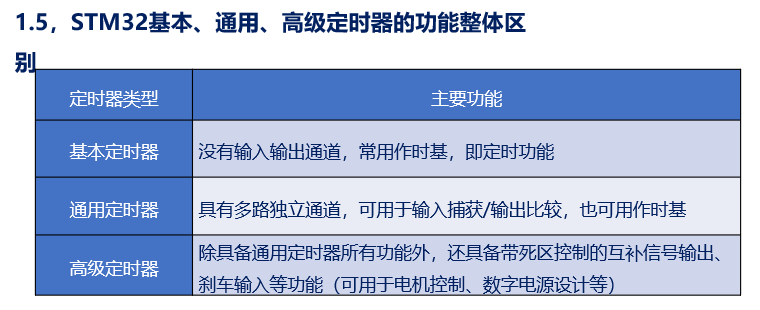 1.5，STM32基本、通用、高级定时器的功能整体区
别
定时器类型
主要功能
基本定时器
没有输入输出通道，常用作时基，即定时功能
通用定时器
具有多路独立通道，可用于输入捕获/输出比较，也可用作时基
高级定时器
除具备通用定时器所有功能外，还具备带死区控制的互补信号输出、
刹车输入等功能（可用于电机控制、数字电源设计等）